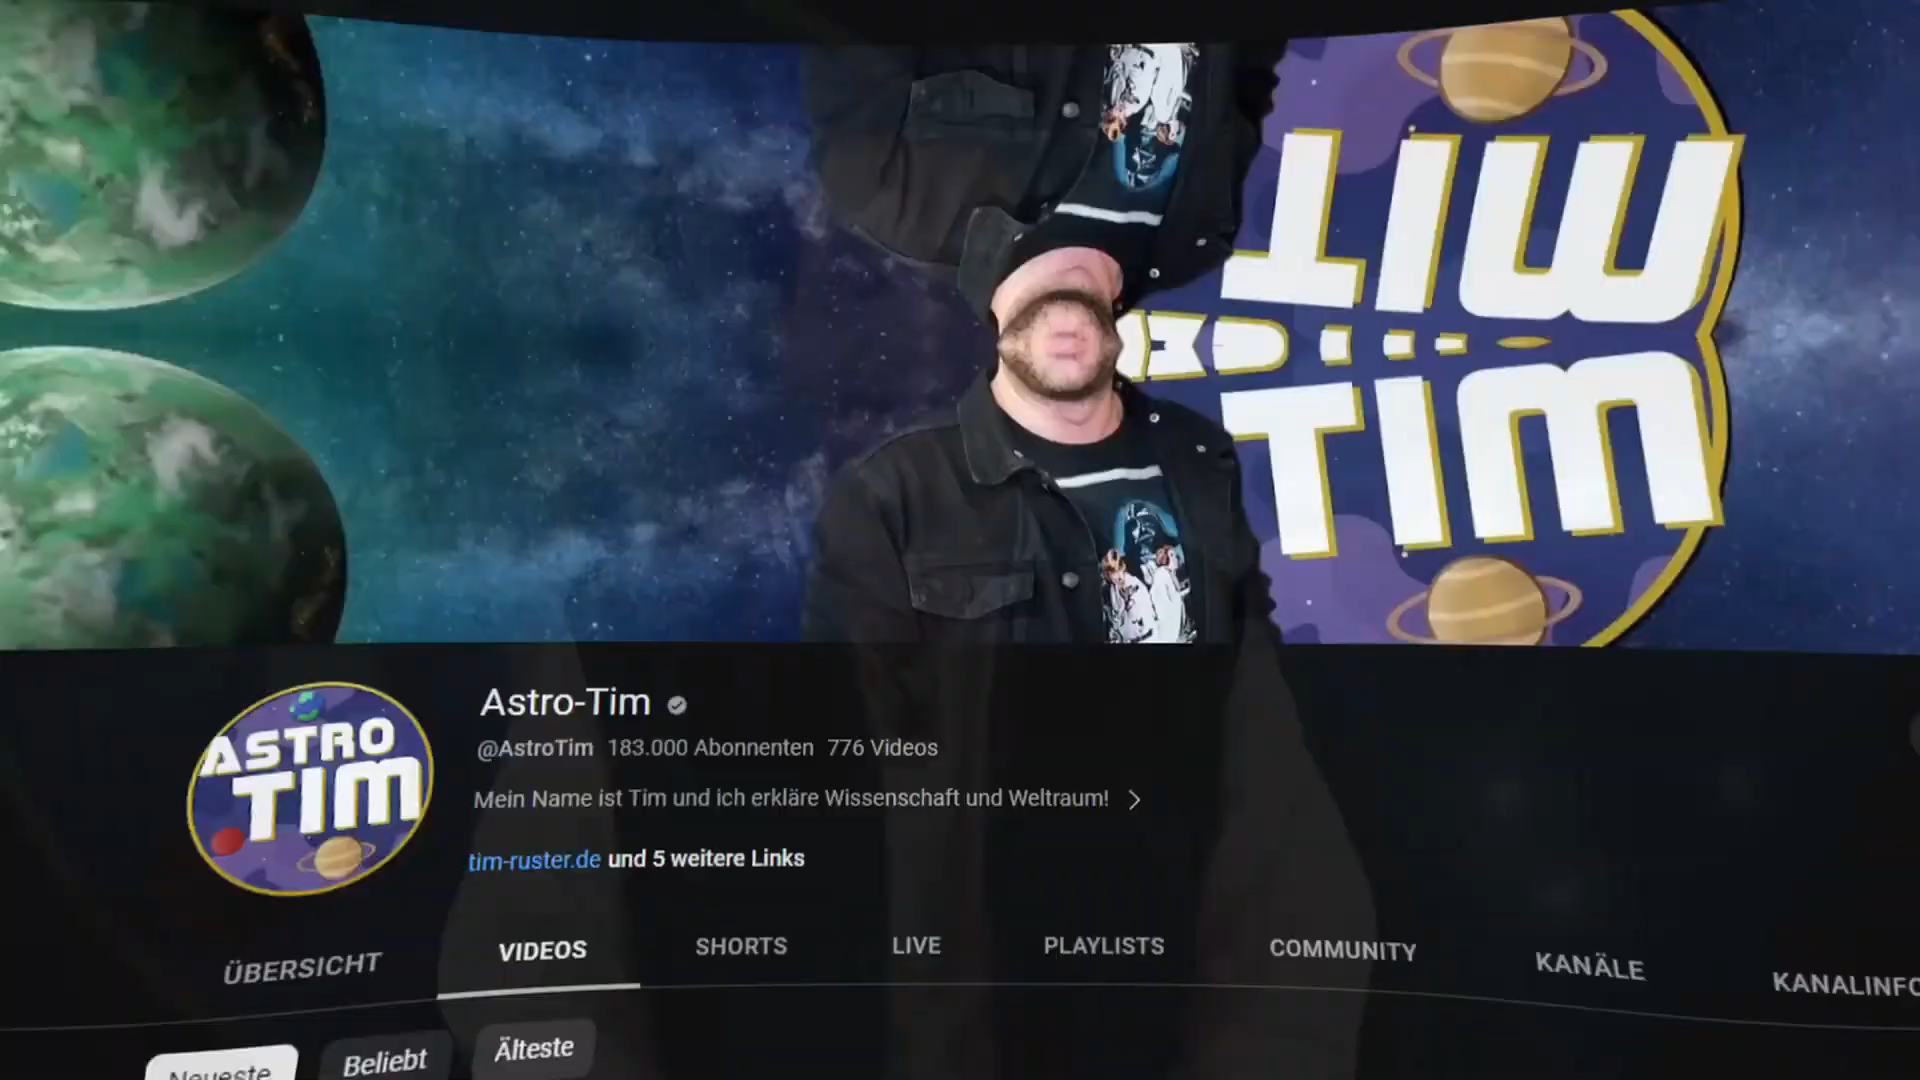 TIM
TIM
ASTRO
TIM
Astro-Tim
@AstroTim 183.000 Abonnenten 776 Videos
Mein Name ist Tim und ich erkläre Wissenschaft und Weltraum!
tim-ruster.de und 5 weitere Links
ÜBERSICHT VIDEOS SHORTS LIVE PLAYLISTS COMMUNITY KANÄLE KANALINFO
Neueste Beliebt Älteste